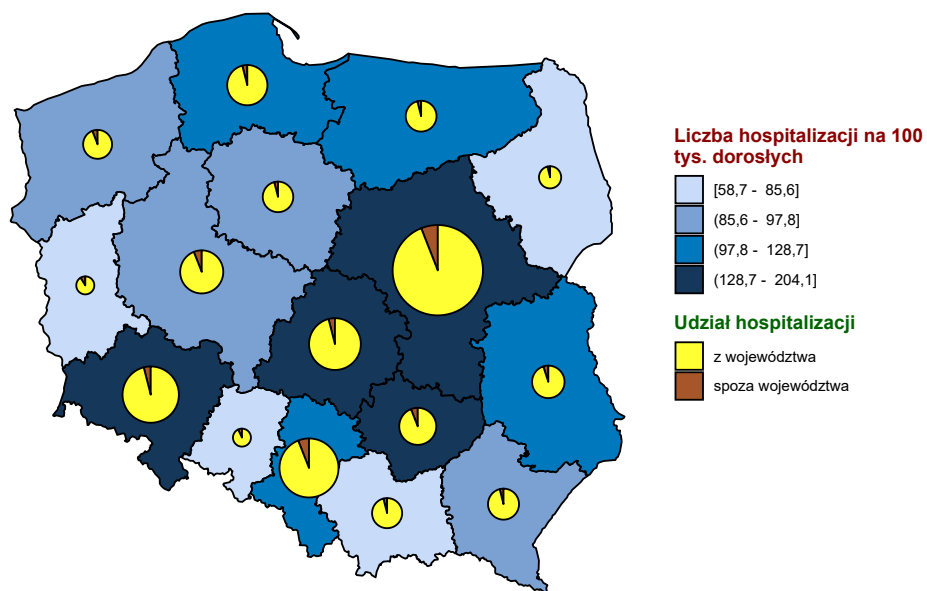 Liczba hospitalizacji na 100
tys. dorosłych
[58,7 - 85,6]
(85,6 - 97,8]
(97,8 - 128,7]
(128,7 - 204,1]
Udział hospitalizacji
z województwa
spoza województwa